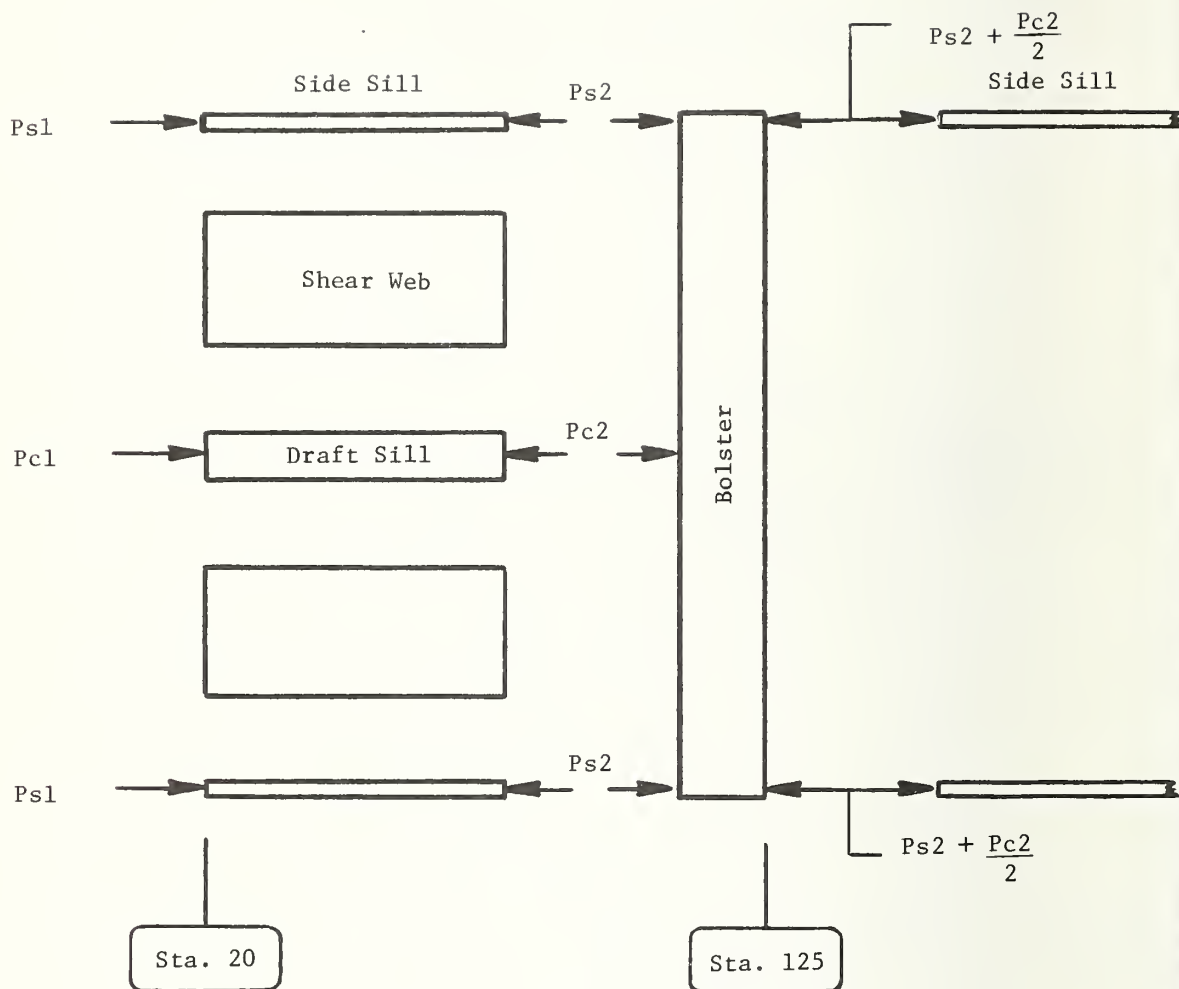 Ps2 + Pc2
2
Side Sill
Side Sill
Ps2
Ps1
Shear Web
Pc1
Draft Sill
Pc2
Bolster
Ps1
Ps2
Ps2 + Pc2
2
Sta. 20
Sta. 125